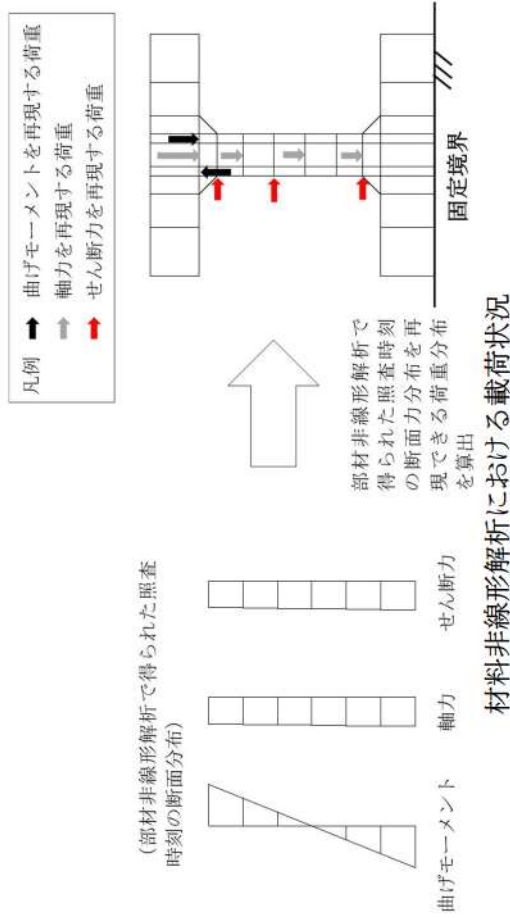 凡例
曲げモーメントを再現する荷重
軸力を再現する荷重
せん断力を再現する荷重
(部材非線形解析で得られた照査
時刻の断面分布)
曲げモーメント
軸力
せん断力
部材非線形解析で
得られた照査時刻
の断面力分布を再
現できる荷重分布
を算出
固定境界
材料非線形解析における載荷状況